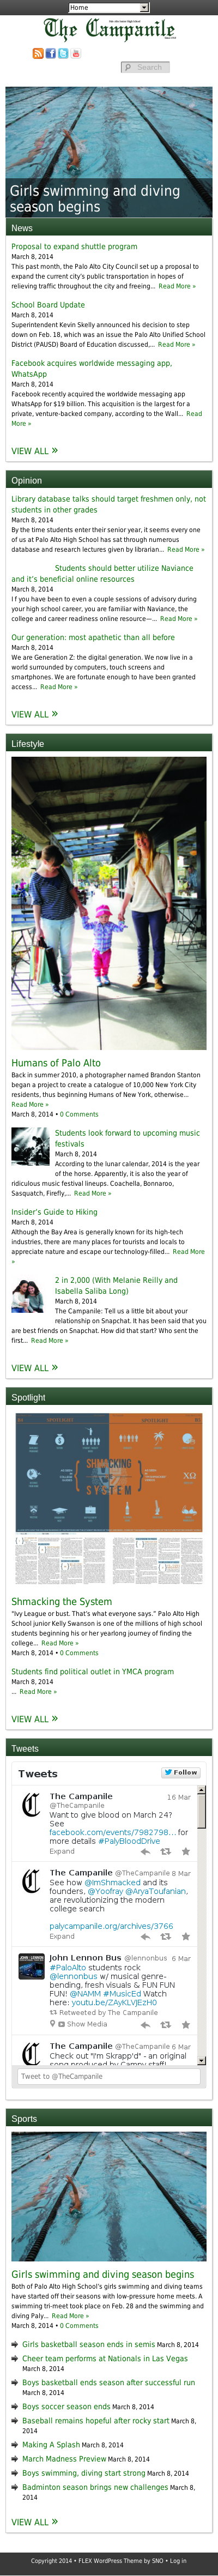 Home
The Campanile
Search
Girls swimming and diving
season begins
News
Proposal to expand shuttle program
March 8, 2014
This past month, the Palo Alto City Council set up a proposal to
expand the current city's public transportation in hopes of
relieving traffic throughout the city and freeing... Read More »
School Board Update
March 8, 2014
Superintendent Kevin Skelly announced his decision to step
down on Feb. 18, which was an issue the Palo Alto Unified School
District (PAUSD) Board of Education discussed,... Read More »
Facebook acquires worldwide messaging app,
WhatsApp
March 8, 2014
Facebook recently acquired the worldwide messaging app
WhatsApp for $19 billion. This acquisition is the largest for a
private, venture-backed company, according to the Wall... Read
More »
VIEW ALL »
Opinion
Library database talks should target freshmen only, not
students in other grades
March 8, 2014
By the time students enter their senior year, it seems every one
of us at Palo Alto High School has sat through numerous
database and research lectures given by librarian... Read More »
Students should better utilize Naviance
and it's beneficial online resources
March 8, 2014
I f you have been to even a couple sessions of advisory during
your high school career, you are familiar with Naviance, the
college and career readiness online resource—... Read More »
Our generation: most apathetic than all before
March 8, 2014
We are Generation Z: the digital generation. We now live in a
world surrounded by computers, touch screens and
smartphones. We are fortunate enough to have been granted
access... Read More »
VIEW ALL »
Lifestyle
Humans of Palo Alto
Back in summer 2010, a photographer named Brandon Stanton
began a project to create a catalogue of 10,000 New York City
residents, thus beginning Humans of New York, otherwise...
Read More »
March 8, 2014 • 0 Comments
Students look forward to upcoming music
festivals
March 8, 2014
According to the lunar calendar, 2014 is the year
of the horse. Apparently, it is also the year of
ridiculous music festival lineups. Coachella, Bonnaroo,
Sasquatch, Firefly,... Read More »
Insider's Guide to Hiking
March 8, 2014
Although the Bay Area is generally known for its high-tech
industries, there are plenty of opportunities for tourists and locals to
appreciate nature and escape our technology-filled... Read More
»
2 in 2,000 (With Melanie Reilly and
Isabella Saliba Long)
March 8, 2014
The Campanile: Tell us a little bit about your
relationship on Snapchat. It has been said that you
are best friends on Snapchat. How did that start? Who sent the
first... Read More »
VIEW ALL »
Spotlight
SHMACKING
SYSTEM
Shmacking the System
"Ivy League or bust. That's what everyone says." Palo Alto High
School junior Kelly Swanson is one of the millions of high school
students beginning his or her yearlong journey of finding the
college... Read More »
March 8, 2014 • 0 Comments
Students find political outlet in YMCA program
March 8, 2014
... Read More »
VIEW ALL »
Tweets
Tweets
Follow
The Campanile 16 Mar
@TheCampanile
Want to give blood on March 24?
See
facebook.com/events/7982798... for
more details #PalyBloodDrive
Expand
The Campanile @TheCampanile 8 Mar
See how @ImShmacked and its
founders, @Yoofray @AryaToufanian,
are revolutionizing the modern
college search
palycampanile.org/archives/3766
Expand
John Lennon Bus @lennonbus 6 Mar
#PaloAlto students rock
@lennonbus w/ musical genre-
bending, fresh visuals & FUN FUN
FUN! @NAMM #MusicEd Watch
here: youtu.be/ZAyKLVJEzH0
Retweeted by The Campanile
Show Media
The Campanile @TheCampanile 6 Mar
Check out "I'm Skrapp'd" - an original
song produced by Campy staff!
Tweet to @TheCampanile
Sports
Girls swimming and diving season begins
Both of Palo Alto High School's girls swimming and diving teams
have started off their seasons with low-pressure home meets. A
swimming tri-meet took place on Feb. 28 and the swimming and
diving Paly... Read More »
March 8, 2014 • 0 Comments
Girls basketball season ends in semis March 8, 2014
Cheer team performs at Nationals in Las Vegas
March 8, 2014
Boys basketball ends season after successful run
March 8, 2014
Boys soccer season ends March 8, 2014
Baseball remains hopeful after rocky start March 8,
2014
Making A Splash March 8, 2014
March Madness Preview March 8, 2014
Boys swimming, diving start strong March 8, 2014
Badminton season brings new challenges March 8,
2014
VIEW ALL »
Copyright 2014 • FLEX WordPress Theme by SNO • Log in